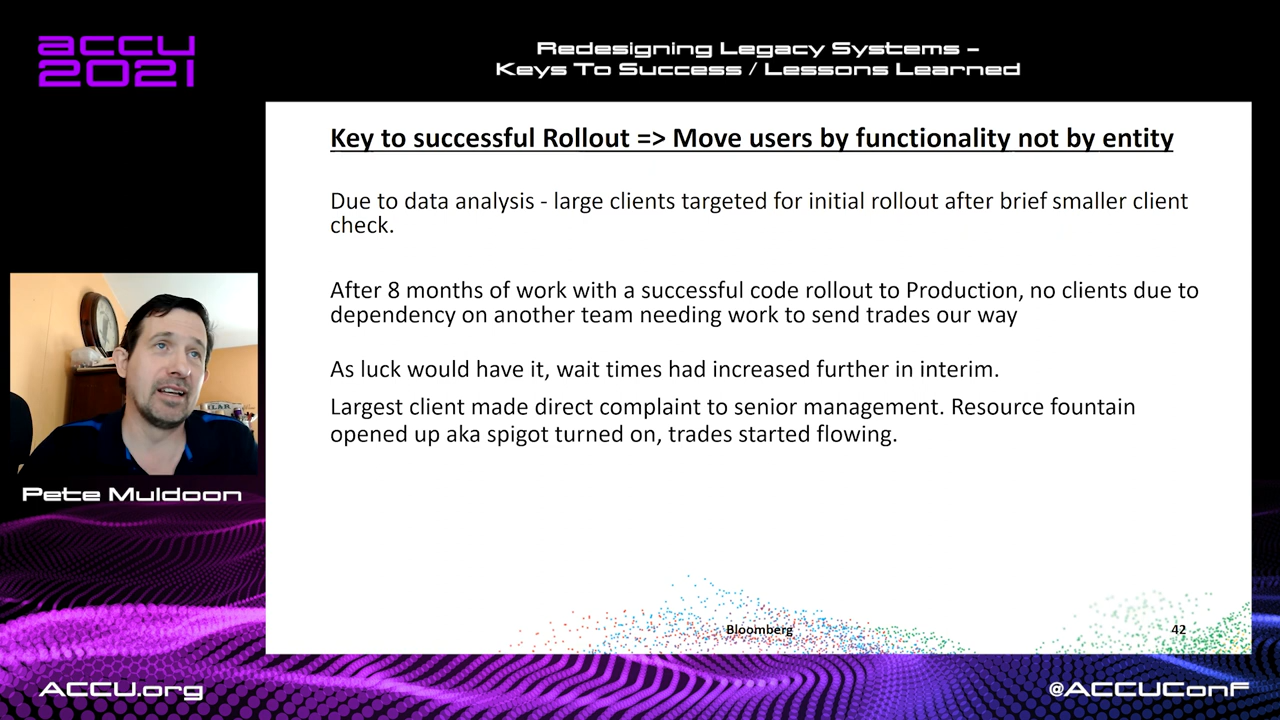 accu
2021
Redesigning Legacy Systems –
Keys To Success / Lessons Learned
Key to successful Rollout => Move users by functionality not by entity
Due to data analysis - large clients targeted for initial rollout after brief smaller client
check.
After 8 months of work with a successful code rollout to Production, no clients due to
dependency on another team needing work to send trades our way
As luck would have it, wait times had increased further in interim.
Largest client made direct complaint to senior management. Resource fountain
opened up aka spigot turned on, trades started flowing.
Pete Muldoon
Bloomberg
42
ACCU.org
@ACCUConf